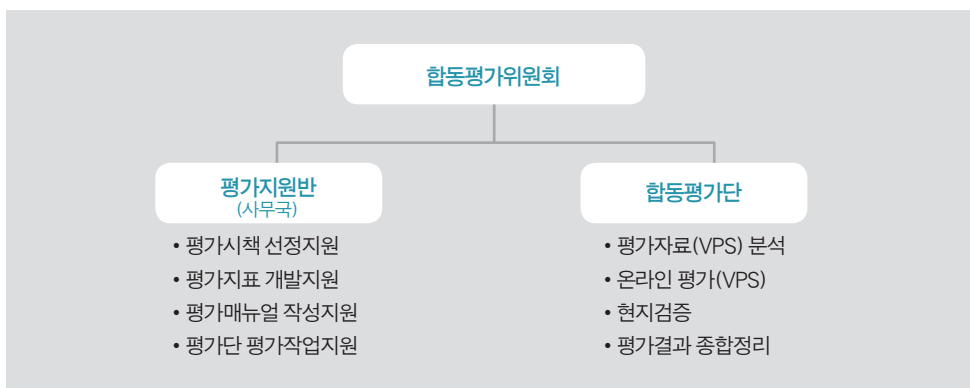 합동평가위원회
평가지원반
(사무국)
• 평가시책 선정지원
• 평가지표 개발지원
• 평가매뉴얼 작성지원
• 평가단 평가작업지원
합동평가단
• 평가자료(VPS) 분석
• 온라인 평가(VPS)
• 현지검증
• 평가결과 종합정리